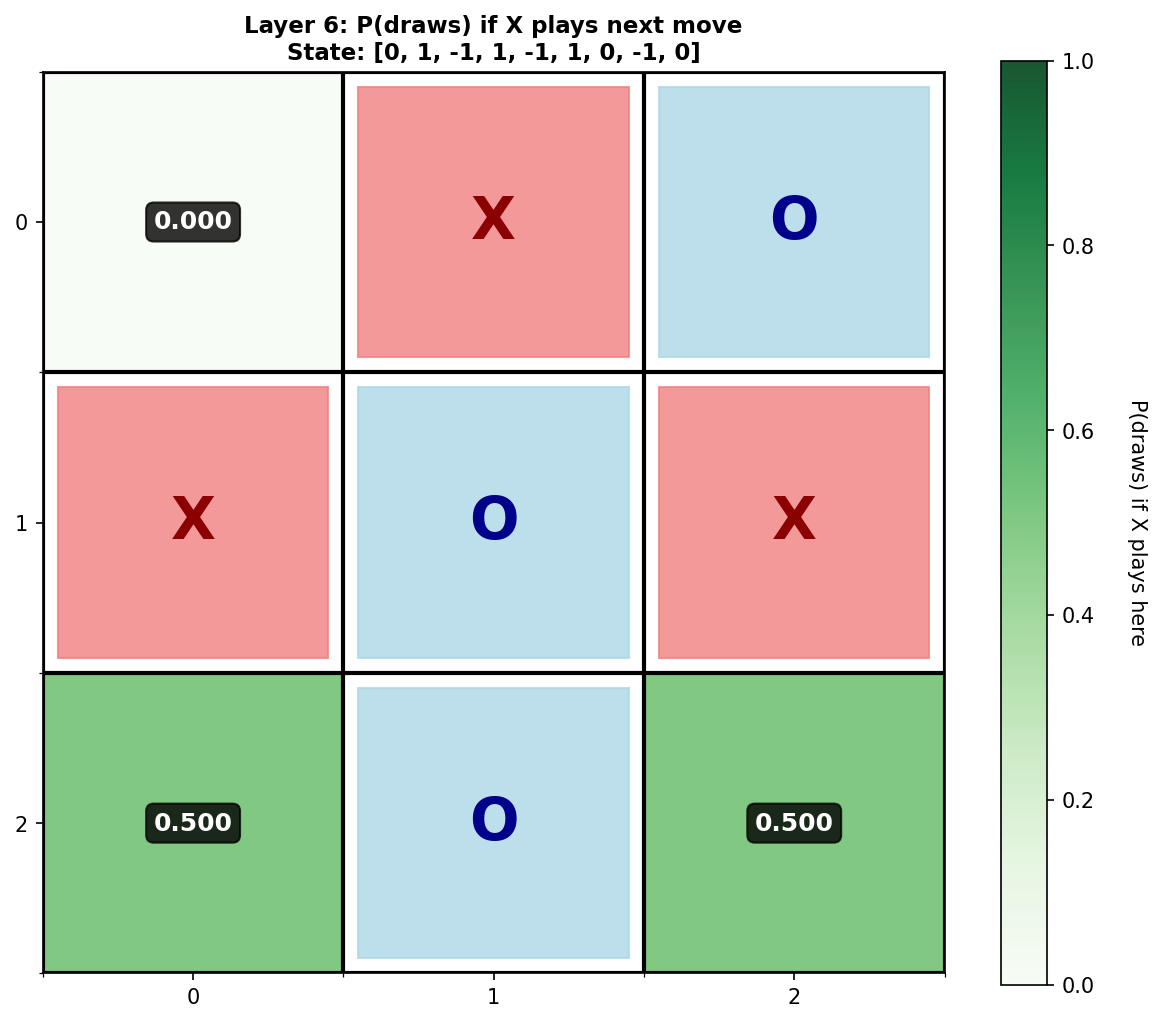 Layer 6: P(draws) if X plays next move
State: [0, 1, -1, 1, -1, 1, 0, -1, 0]
0.000
X
O
X
O
X
0.500
O
0.500
0
1
2
0
1
2
1.0
0.8
0.6
0.4
0.2
0.0
P(draws) if X plays here